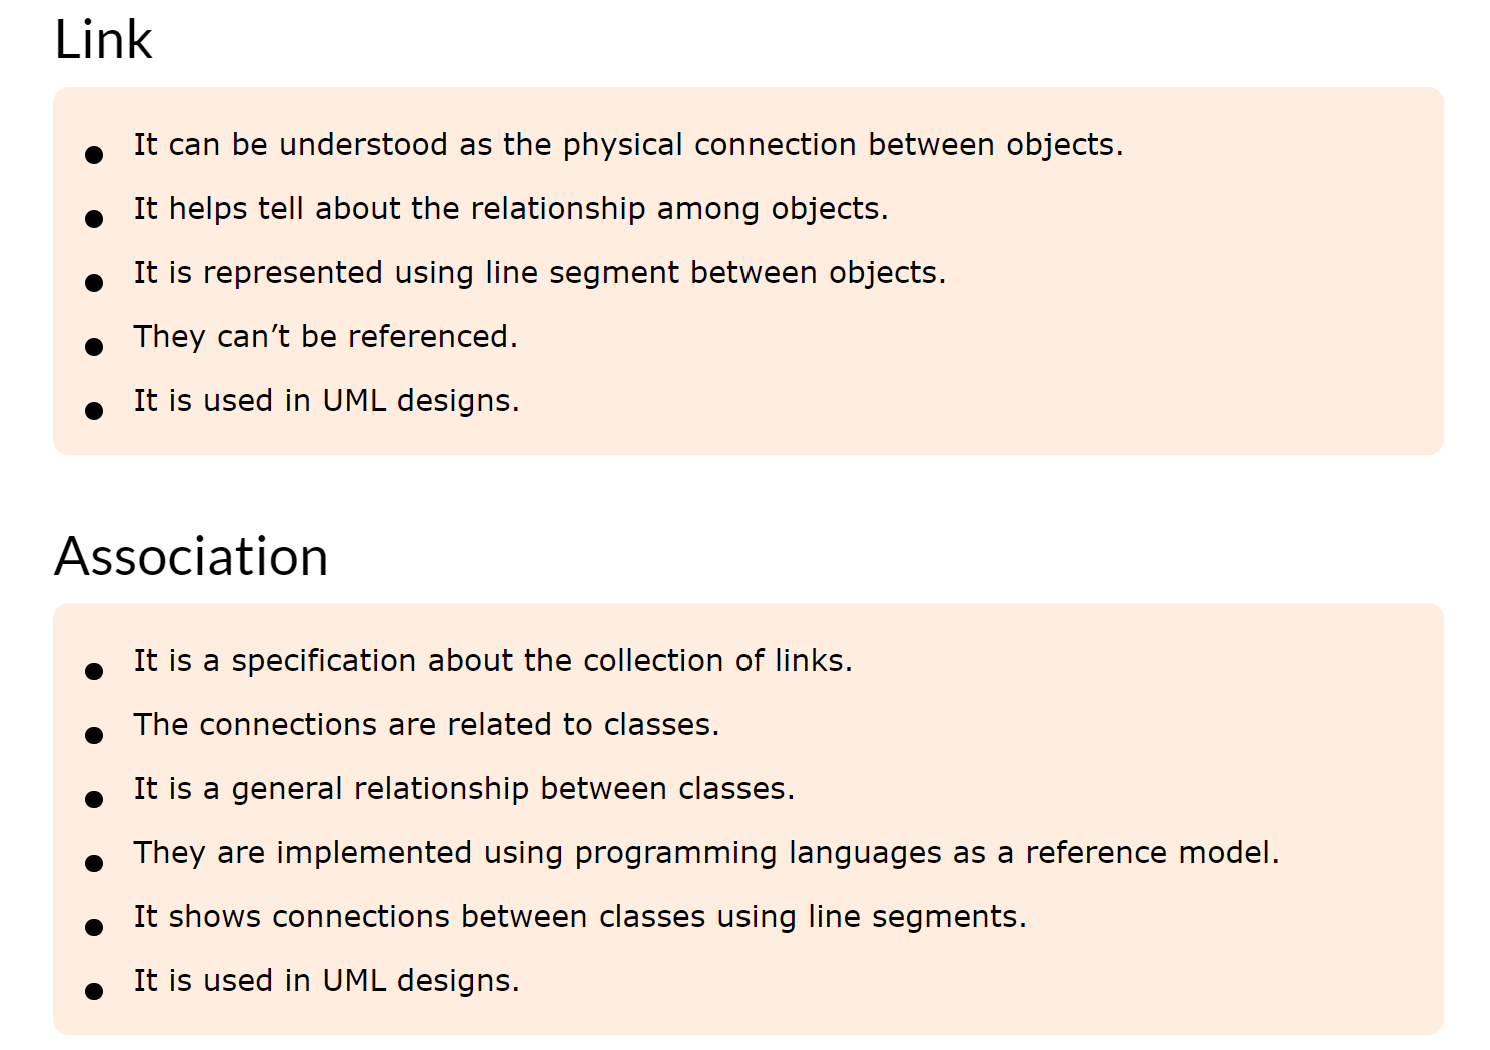 Link
It can be understood as the physical connection between objects.
It helps tell about the relationship among objects.
It is represented using line segment between objects.
They can’t be referenced.
It is used in UML designs.
Association
It is a specification about the collection of links.
The connections are related to classes.
It is a general relationship between classes.
They are implemented using programming languages as a reference model.
It shows connections between classes using line segments.
It is used in UML designs.